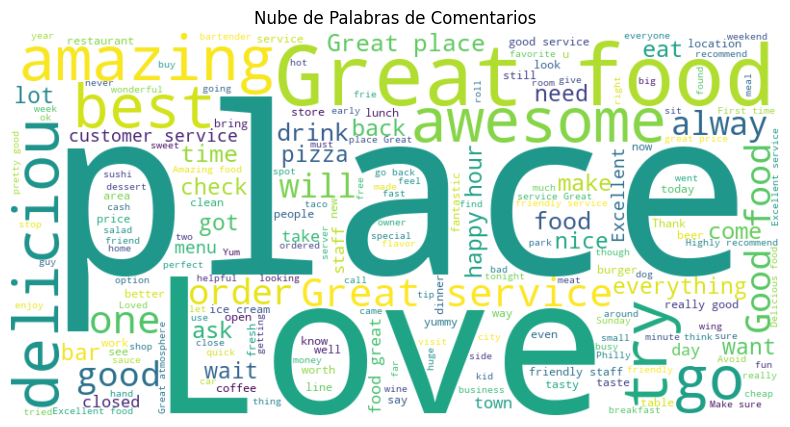 Nube de Palabras de Comentarios
year
bartender
service
restaurant
Great place
good service
everyone
weekend
favorite
u
location
recommend
amazing
buy
hot
look
eat
never
wonderful
going
frie
still
room
give
big
found
meal
Great food
lot
best
bring
store
early
lunch
need
right
roll
week
ok
drink
back
must
place Great
awesome
alway
sit
First time
customer service
sweet
pizza
spot
great price
deliciou
pretty good
place
sushi
dessert
Amazing food
time
will
go back
feel
happy hour
much
service Great
make
Excellent
now
went
today
food
Good
Excellent service
area
cash
clean
check
free
made
fast
fantastic
find
friendly service
Thank
come
price
salad
friend
home
got
people
taco
new
owner
food
beer
Highly recommend
stop
two
menu
Yum
take
staff
special
flavor
nice
park
though
guy
option
perfect
ordered
server
dinner
tonight
bad
meat
burger
dog
Delicious food
enjoy
better
Loved
helpful
looking
call
order
Great service
everything
really good
one
let
ice cream
came
tip
yummy
way
city
even
around
Sunday
wing
bar
work
see
shop
sauce
use
open
close
quick
getting
fresh
know
well
money
worth
huge
visit
side
small
busy
Philly
minute
think
sure
try
want
day
Avoid
fun
ask
Great atmosphere
good
wait
car
coffee
line
food great
far
wine
say
kid
business
town
friendly staff
tasty
taste
friendly
table
go
really
cheap
Make sure
closed
hand
tried
Excellent food
thing
Love
breakfast